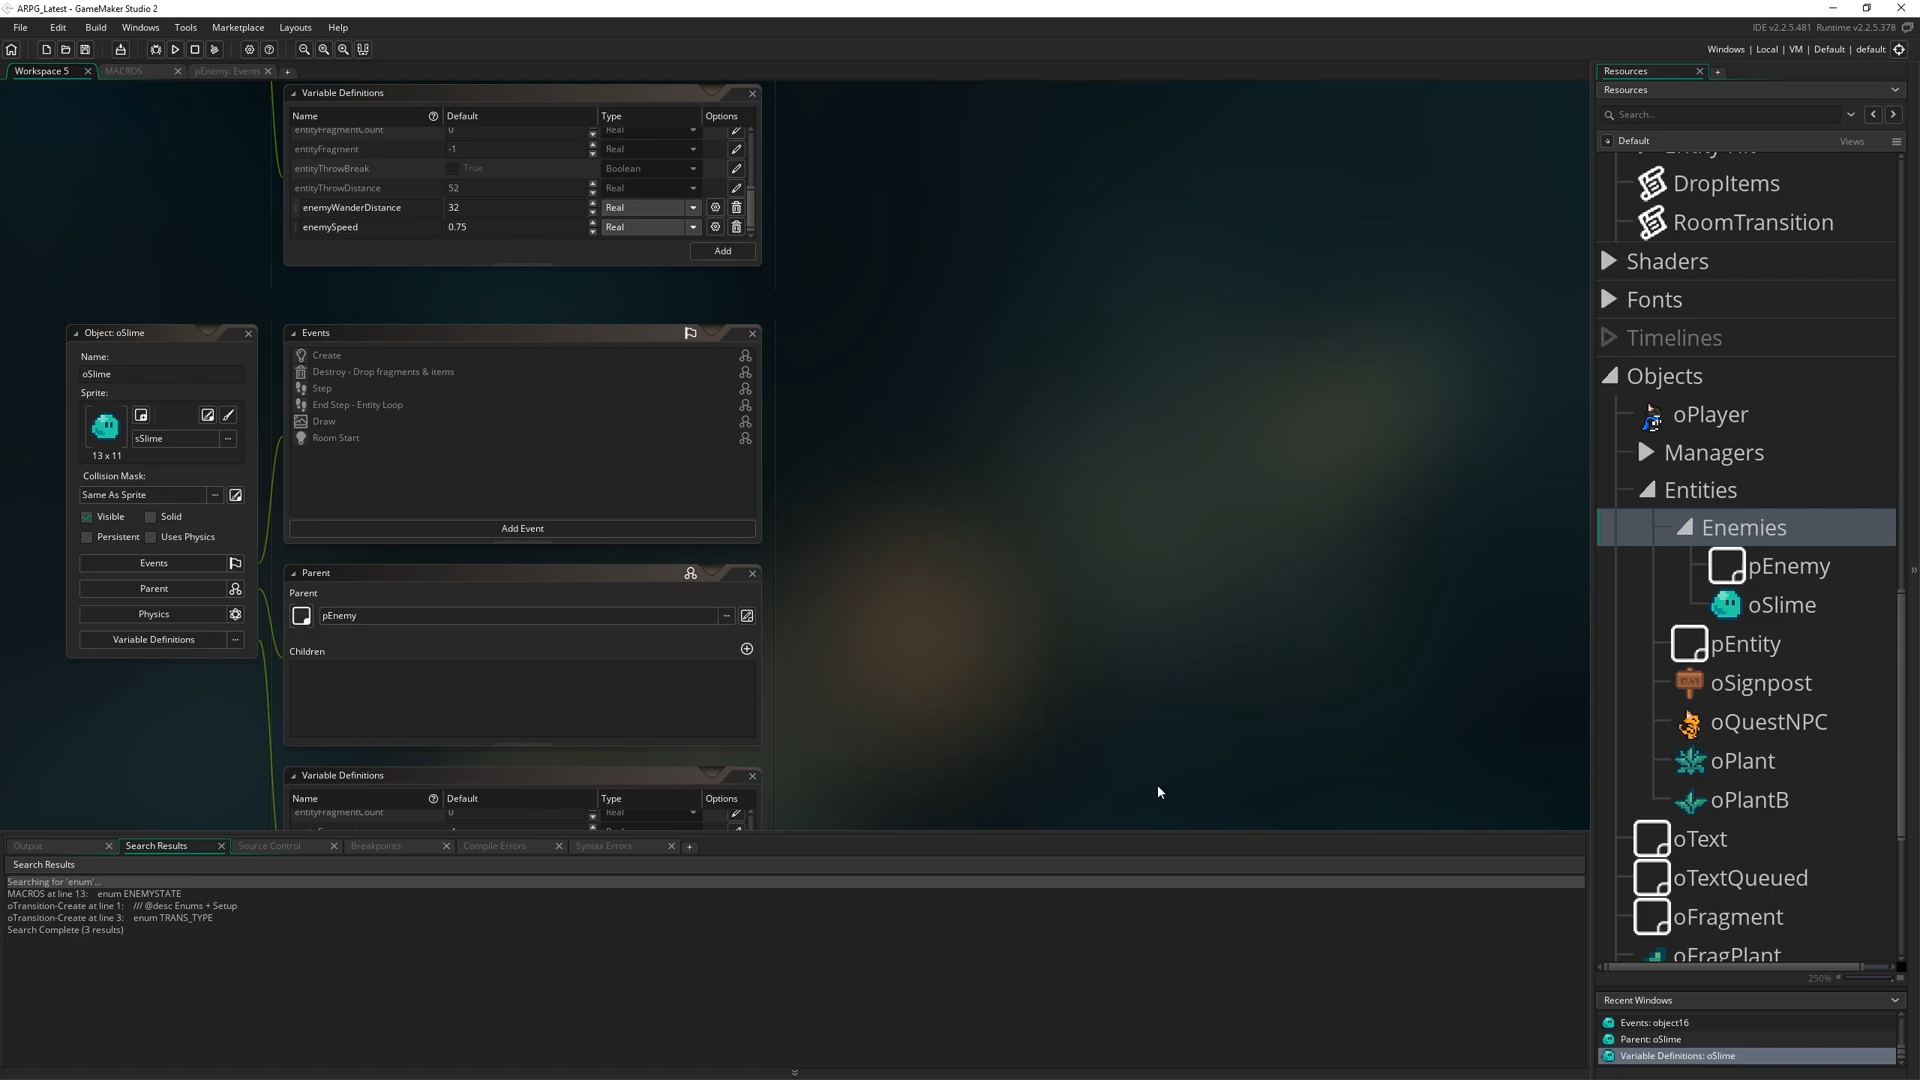 ARPG_Latest - GameMaker Studio 2
File Edit Build Windows Tools Marketplace Layouts Help
IDE v2.2.5.481 Runtime v2.2.5.378
Windows | Local | VM | Default | default
Workspace 5
MACROS
pEnemy: Events
Variable Definitions
Name Default Type Options
entityFragmentCount 0 Real
entityFragment -1 Real
entityThrowBreak True Boolean
entityThrowDistance 52 Real
enemyWanderDistance 32 Real
enemySpeed 0.75 Real
Add
Object: oSlime
Name:
oSlime
Sprite:
sSlime
13 x 11
Collision Mask:
Same As Sprite
Visible Solid
Persistent Uses Physics
Events
Parent
Physics
Variable Definitions
Events
Create
Destroy - Drop fragments & items
Step
End Step - Entity Loop
Draw
Room Start
Add Event
Parent
Parent
pEnemy
Children
Variable Definitions
Name Default Type Options
entityFragmentCount 0 Real
Output
Search Results
Source Control
Breakpoints
Compile Errors
Syntax Errors
Search Results
Searching for 'enum'...
MACROS at line 13: enum ENEMYSTATE
oTransition-Create at line 1: /// @desc Enums + Setup
oTransition-Create at line 3: enum TRANS_TYPE
Search Complete (3 results)
Resources
Resources
Search...
Default Views
DropItems
RoomTransition
Shaders
Fonts
Timelines
Objects
oPlayer
Managers
Entities
Enemies
pEnemy
oSlime
pEntity
oSignpost
oQuestNPC
oPlant
oPlantB
oText
oTextQueued
oFragment
oFragPlant
250%
Recent Windows
Events: object16
Parent: oSlime
Variable Definitions: oSlime